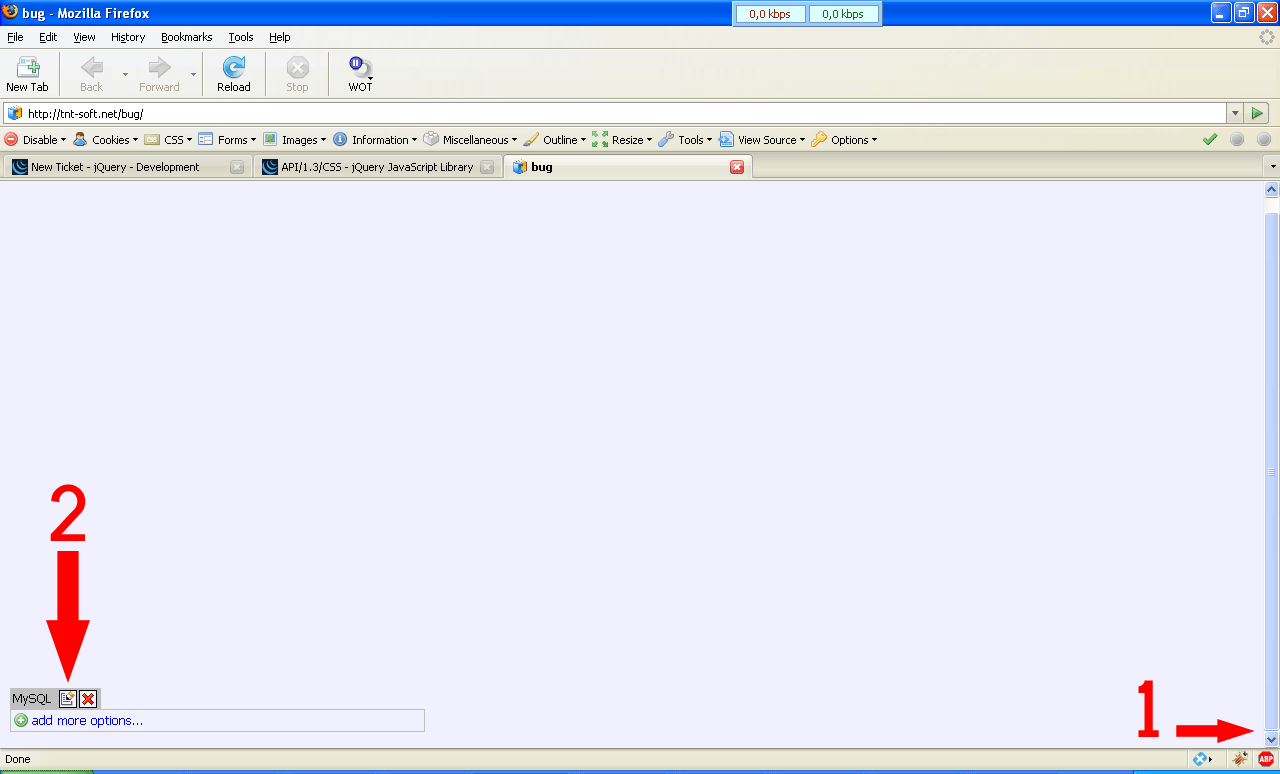 bug - Mozilla Firefox 0,0 kbps 0,0 kbps
File Edit View History Bookmarks Tools Help
New Tab Back Forward Reload Stop WOT
http://tnt-soft.net/bug/
Disable Cookies CSS Forms Images Information Miscellaneous Outline Resize Tools View Source Options
New Ticket - jQuery - Development API/1.3/CSS - jQuery JavaScript Library bug
2
MySQL
1
add more options...
Done ABP